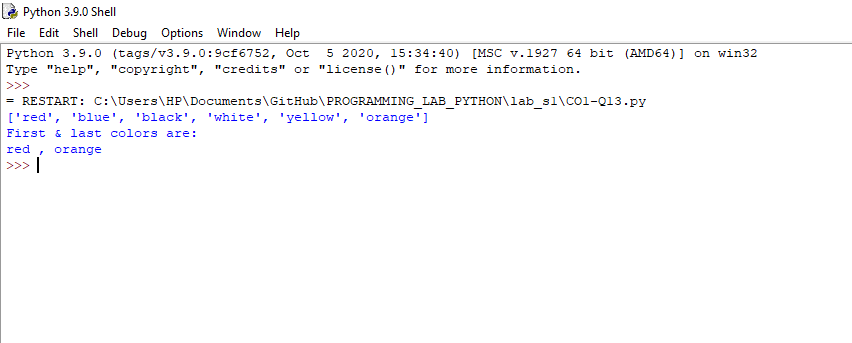 Python 3.9.0 Shell
File Edit Shell Debug Options Window Help
Python 3.9.0 (tags/v3.9.0:9cf6752, Oct  5 2020, 15:34:40) [MSC v.1927 64 bit (AMD64)] on win32
Type "help", "copyright", "credits" or "license()" for more information.
>>>
= RESTART: C:\Users\HP\Documents\GitHub\PROGRAMMING_LAB_PYTHON\lab_s1\CO1-Q13.py
['red', 'blue', 'black', 'white', 'yellow', 'orange']
First & last colors are:
red , orange
>>>